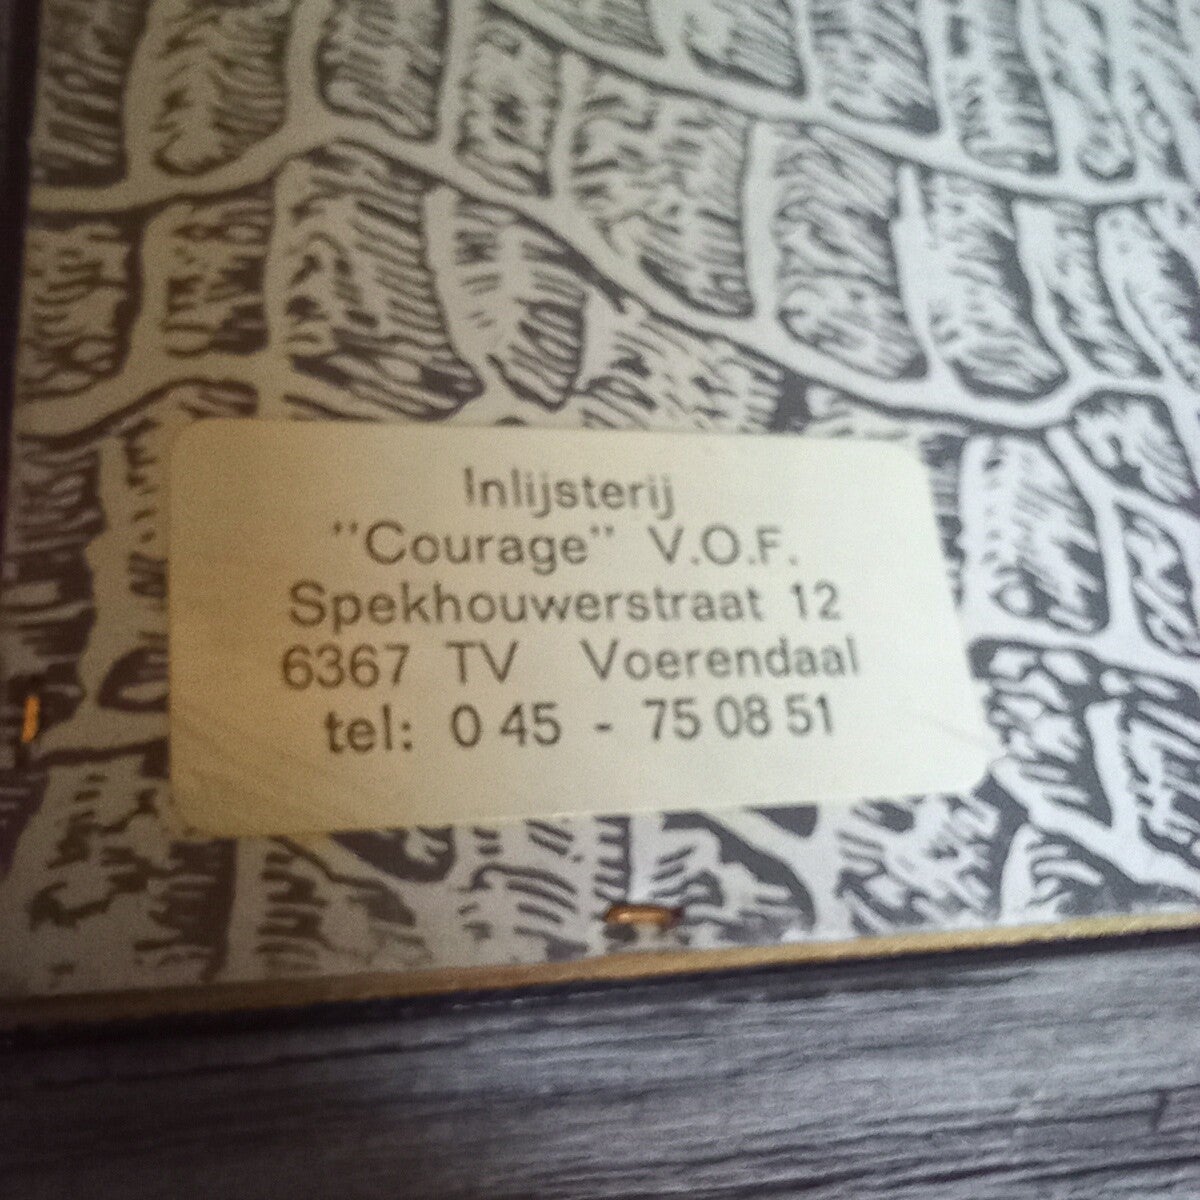 Inlijsterij
"Courage" V.O.F.
Spekhouwerstraat 12
6367 TV Voerendaal
tel: 0 45 - 75 08 51